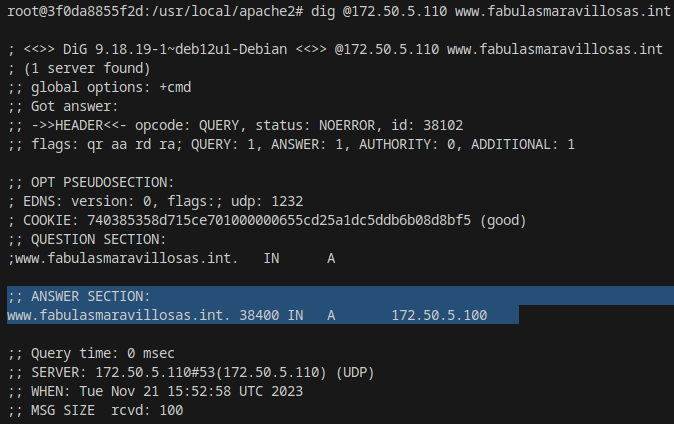 root@3f0da8855f2d:/usr/local/apache2# dig @172.50.5.110 www.fabulasmaravillosas.int
; <<>> DiG 9.18.19-1~deb12u1-Debian <<>> @172.50.5.110 www.fabulasmaravillosas.int
; (1 server found)
;; global options: +cmd
;; Got answer:
;; ->>HEADER<<- opcode: QUERY, status: NOERROR, id: 38102
;; flags: qr aa rd ra; QUERY: 1, ANSWER: 1, AUTHORITY: 0, ADDITIONAL: 1
;; OPT PSEUDOSECTION:
; EDNS: version: 0, flags:; udp: 1232
; COOKIE: 740385358d715ce701000000655cd25a1dc5ddb6b08d8bf5 (good)
;; QUESTION SECTION:
;www.fabulasmaravillosas.int. IN A
;; ANSWER SECTION:
www.fabulasmaravillosas.int. 38400 IN A 172.50.5.100
;; Query time: 0 msec
;; SERVER: 172.50.5.110#53(172.50.5.110) (UDP)
;; WHEN: Tue Nov 21 15:52:58 UTC 2023
;; MSG SIZE rcvd: 100